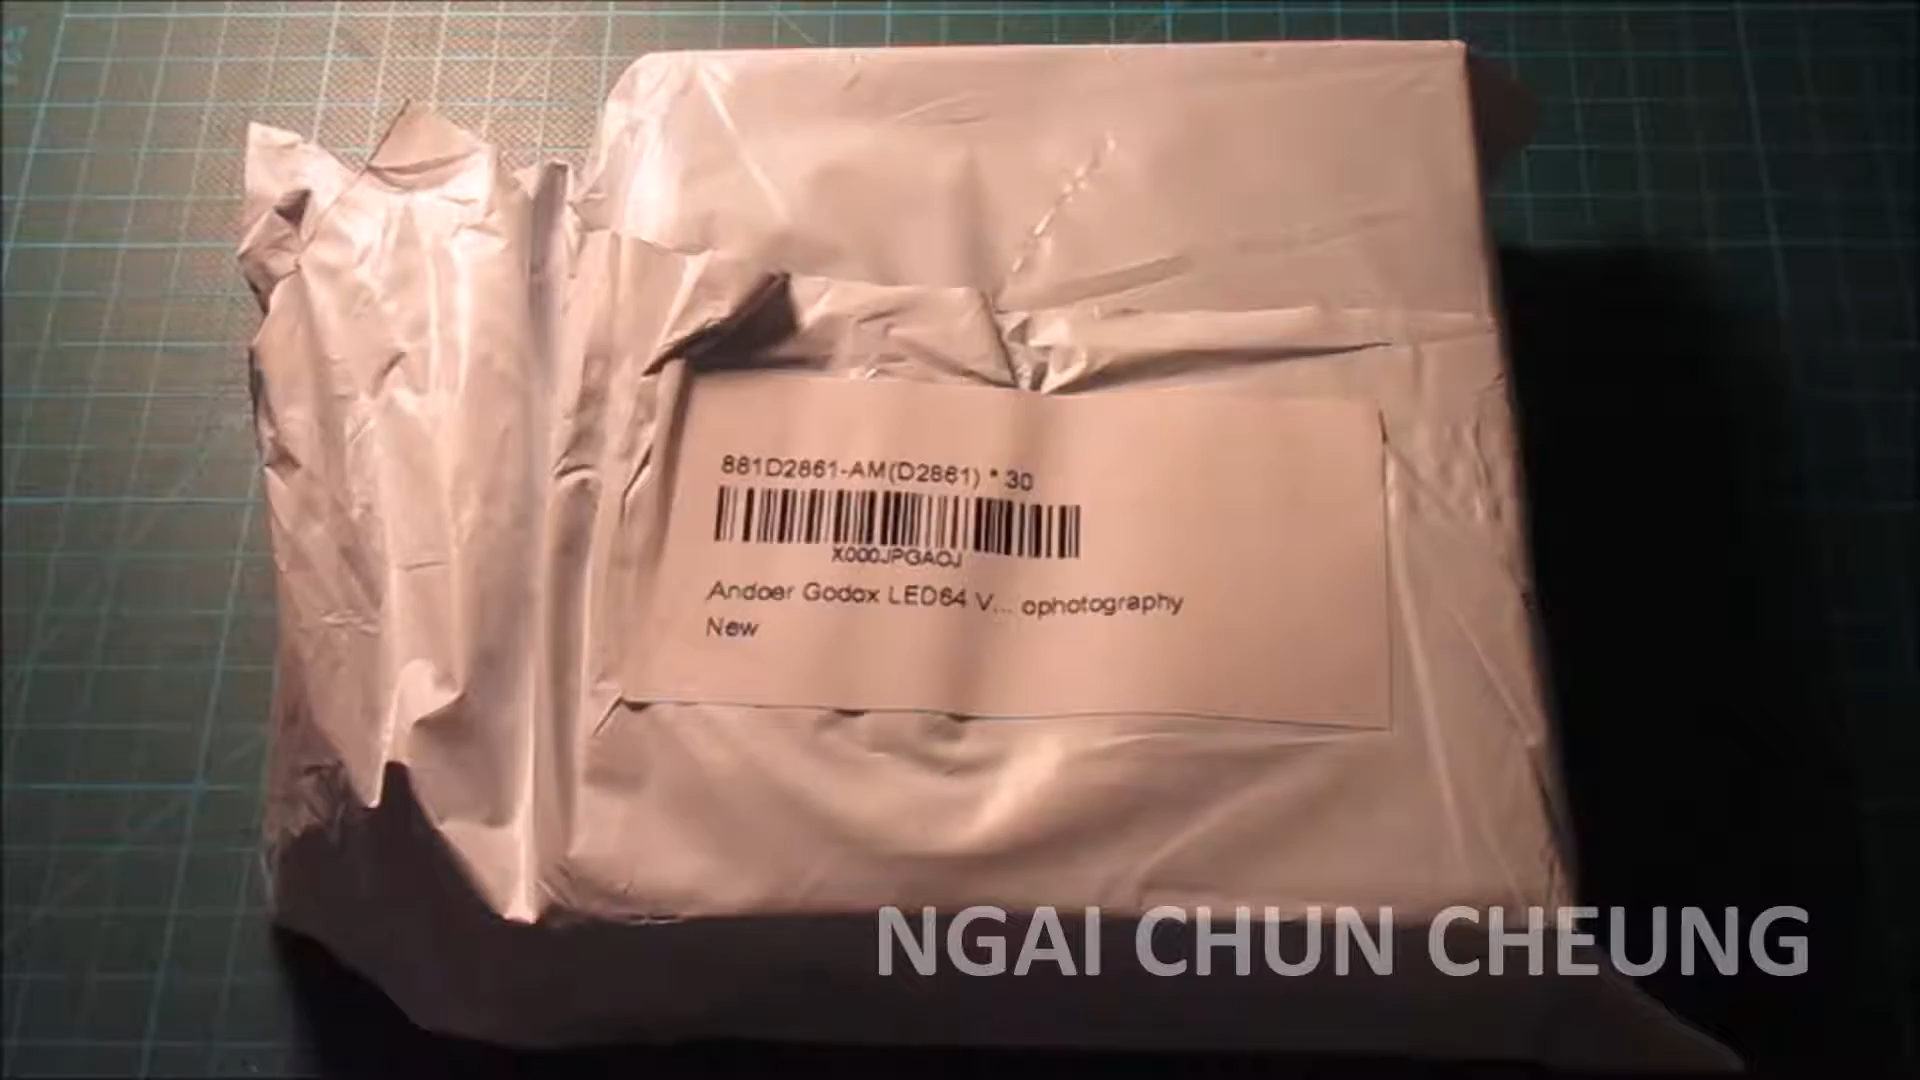 881D2861-AM(D2861) * 30
X000JPGAOJ
Andoer Godox LED64 V... ophotography
New
NGAI CHUN CHEUNG